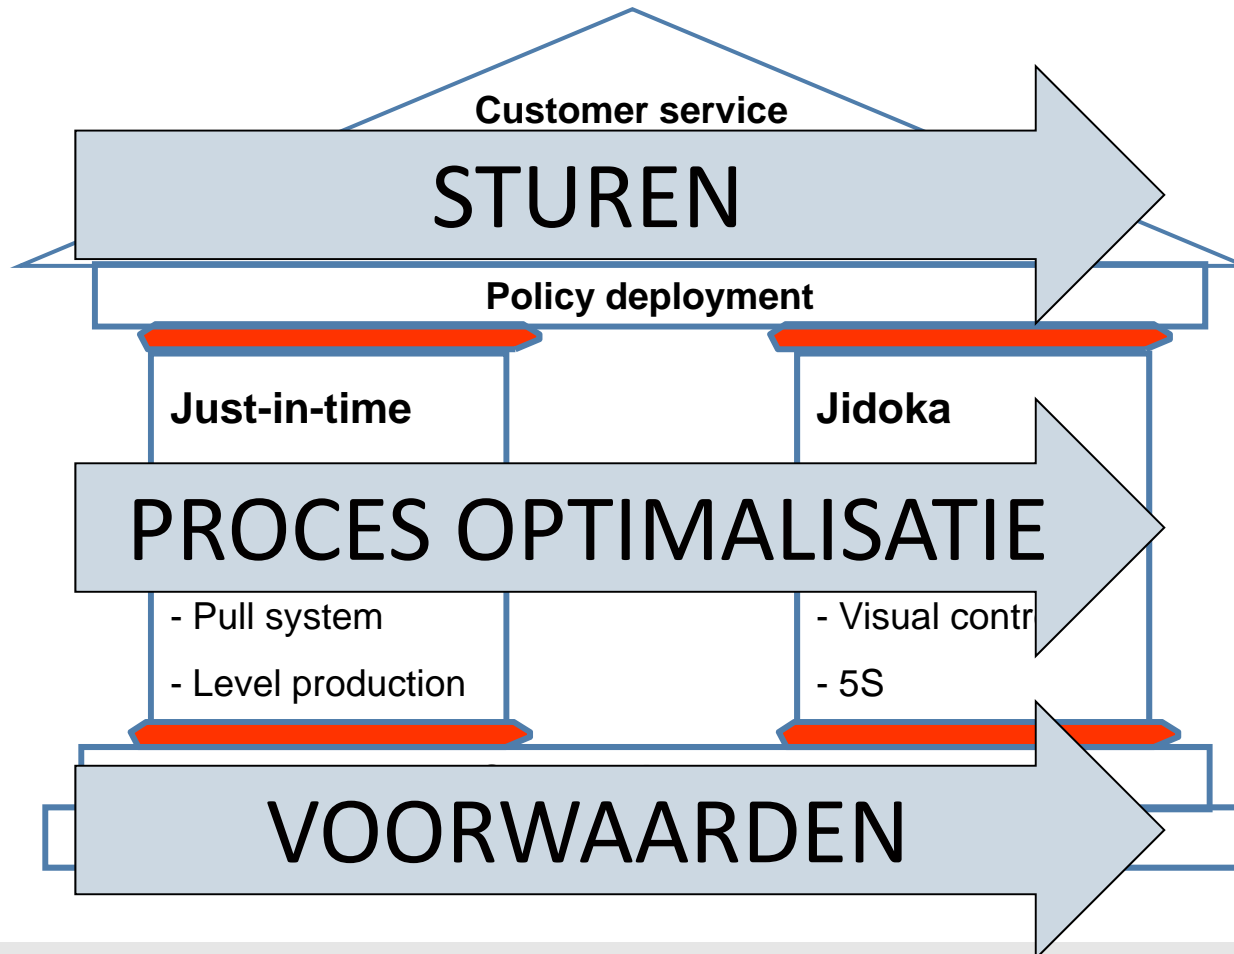 Customer service
STUREN
Policy deployment
Just-in-time
Jidoka
PROCES OPTIMALISATIE
- Pull system
- Visual contr
- Level production
- 5S
VOORWAARDEN